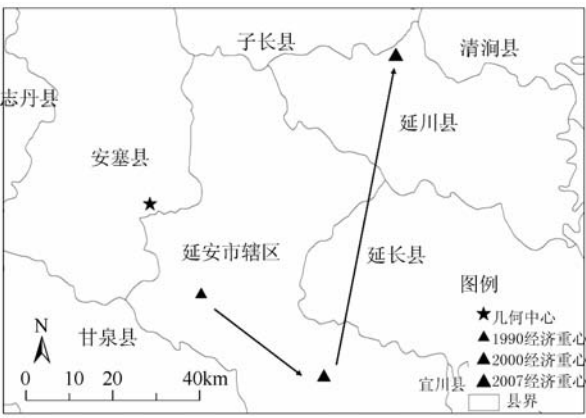 子长县
清涧县
志丹县
延川县
安塞县
延安市辖区
延长县
图例
几何中心
1990经济重心
2000经济重心
2007经济重心
县界
甘泉县
宜川县
N
0 10 20 40km